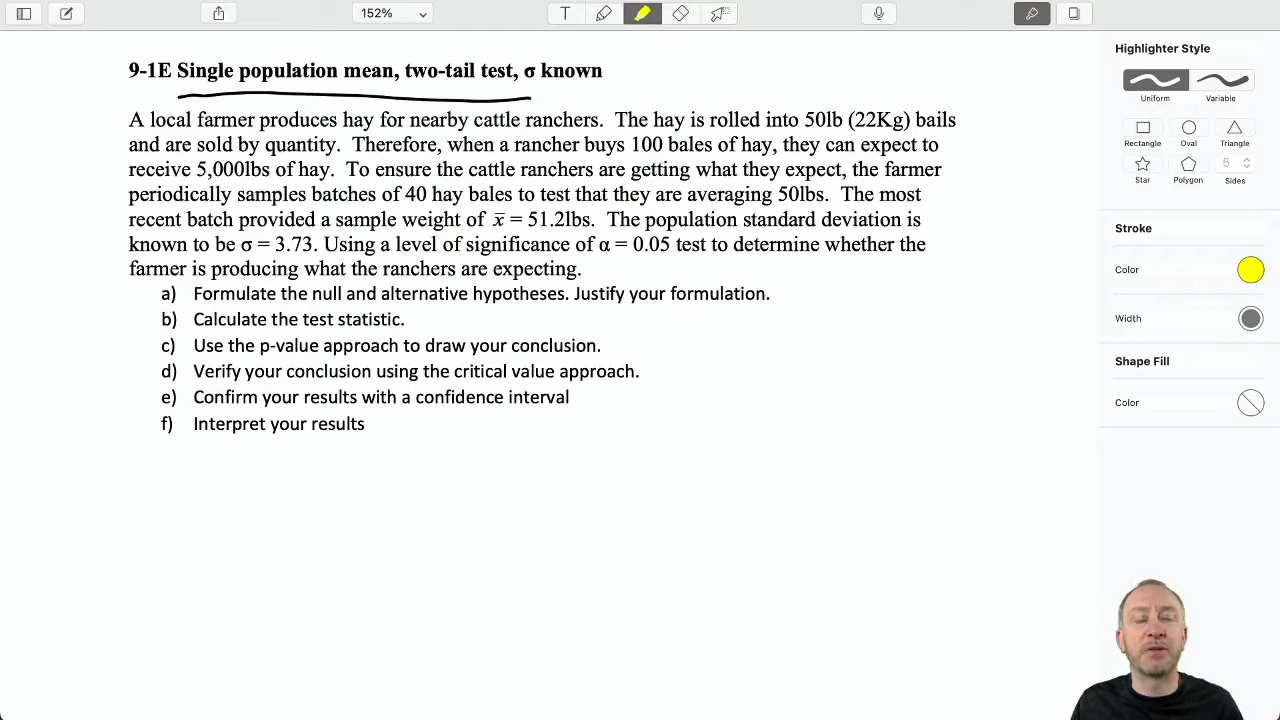 152%
T
9-1E Single population mean, two-tail test, σ known
A local farmer produces hay for nearby cattle ranchers. The hay is rolled into 50lb (22Kg) bails
and are sold by quantity. Therefore, when a rancher buys 100 bales of hay, they can expect to
receive 5,000lbs of hay. To ensure the cattle ranchers are getting what they expect, the farmer
periodically samples batches of 40 hay bales to test that they are averaging 50lbs. The most
recent batch provided a sample weight of x̅ = 51.2lbs. The population standard deviation is
known to be σ = 3.73. Using a level of significance of α = 0.05 test to determine whether the
farmer is producing what the ranchers are expecting.
a) Formulate the null and alternative hypotheses. Justify your formulation.
b) Calculate the test statistic.
c) Use the p-value approach to draw your conclusion.
d) Verify your conclusion using the critical value approach.
e) Confirm your results with a confidence interval
f) Interpret your results
Highlighter Style
Uniform Variable
Rectangle Oval Triangle
5
Star Polygon Sides
Stroke
Color
Width
Shape Fill
Color